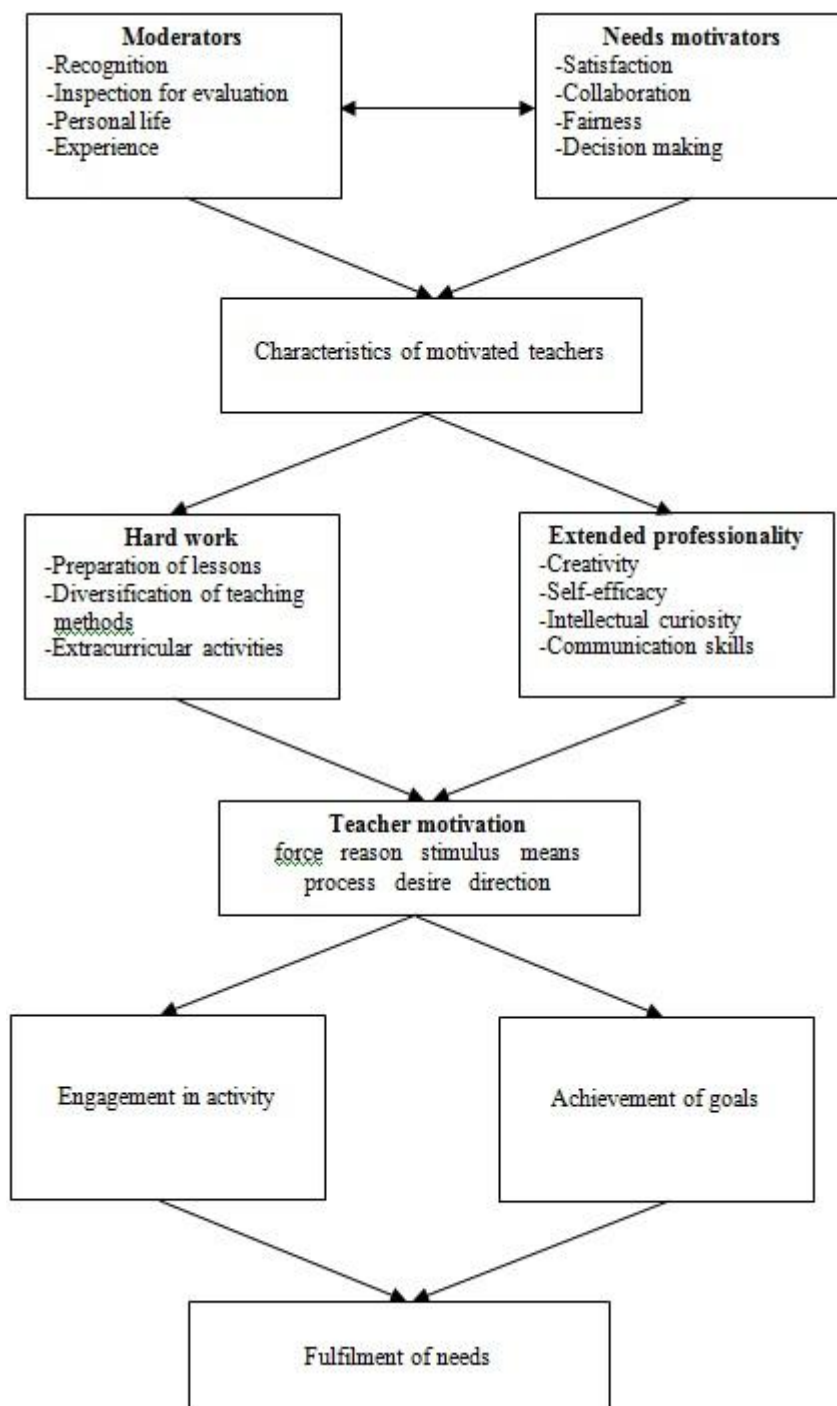 Moderators
-Recognition
-Inspection for evaluation
-Personal life
-Experience
Needs motivators
-Satisfaction
-Collaboration
-Fairness
-Decision making
Characteristics of motivated teachers
Hard work
-Preparation of lessons
-Diversification of teaching
methods
-Extracurricular activities
Extended professionality
-Creativity
-Self-efficacy
-Intellectual curiosity
-Communication skills
Teacher motivation
force reason stimulus means
process desire direction
Engagement in activity
Achievement of goals
Fulfilment of needs